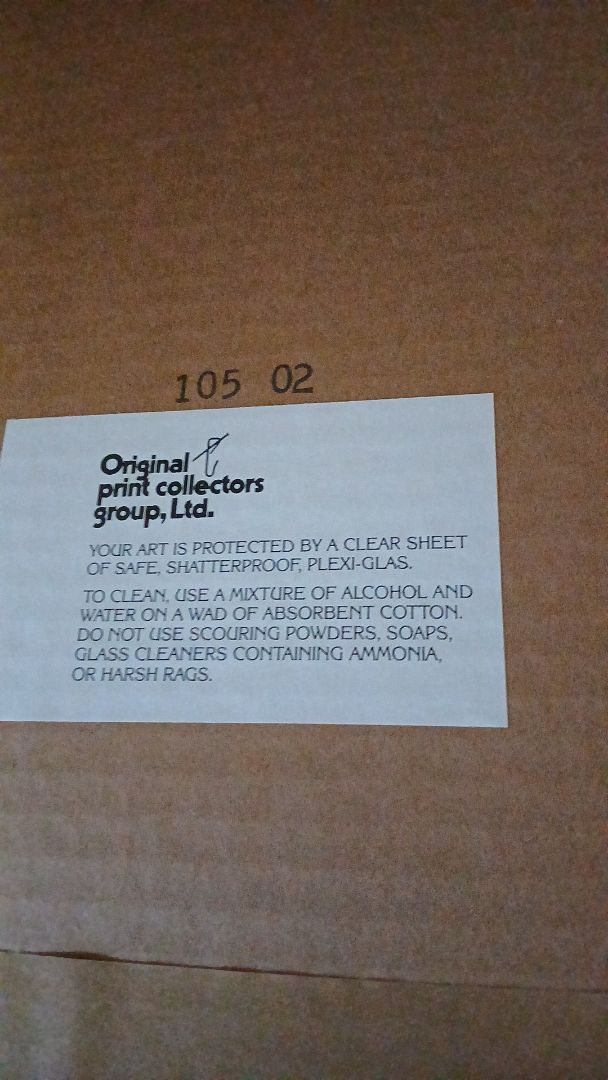 105 02
Original
print collectors
group, Ltd.
YOUR ART IS PROTECTED BY A CLEAR SHEET
OF SAFE, SHATTERPROOF, PLEXI-GLAS.
TO CLEAN, USE A MIXTURE OF ALCOHOL AND
WATER ON A WAD OF ABSORBENT COTTON.
DO NOT USE SCOURING POWDERS, SOAPS,
GLASS CLEANERS CONTAINING AMMONIA,
OR HARSH RAGS.